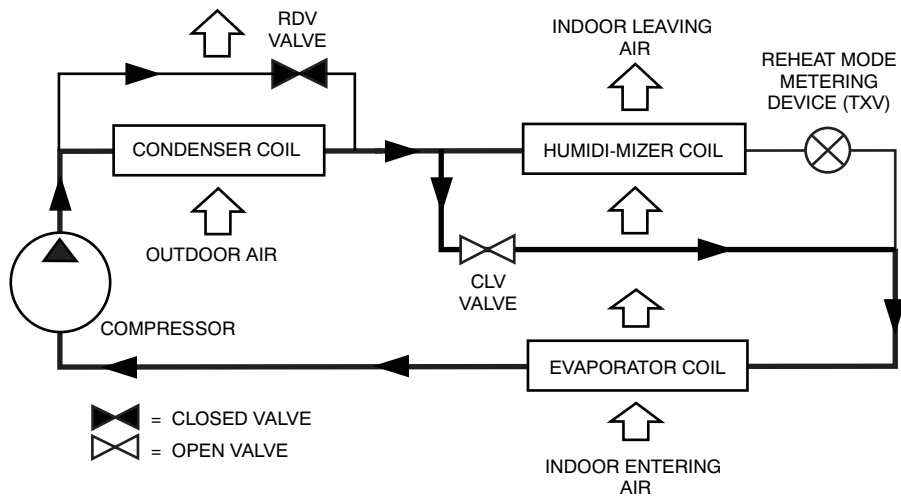 RDV
VALVE
INDOOR LEAVING
AIR
REHEAT MODE
METERING
DEVICE (TXV)
CONDENSER COIL
HUMIDI-MIZER COIL
OUTDOOR AIR
CLV
VALVE
COMPRESSOR
EVAPORATOR COIL
= CLOSED VALVE
= OPEN VALVE
INDOOR ENTERING
AIR